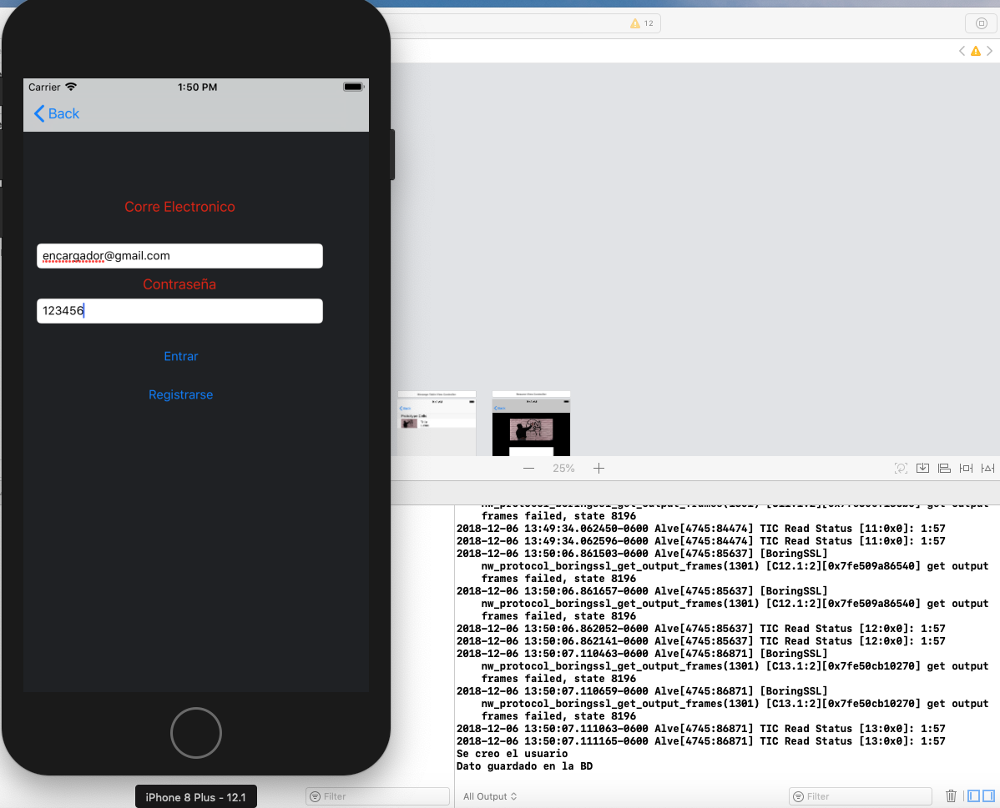 12
Carrier 1:50 PM
Back
Corre Electronico
encargador@gmail.com
Contraseña
123456
Entrar
Registrarse
Back
Prototype Cells
Title
Back
25%
frames failed, state 8196
2018-12-06 13:49:34.062450-0600 Alve[4745:84474] TIC Read Status [11:0x0]: 1:57
2018-12-06 13:49:34.062596-0600 Alve[4745:84474] TIC Read Status [11:0x0]: 1:57
2018-12-06 13:50:06.861503-0600 Alve[4745:85637] [BoringSSL]
nw_protocol_boringssl_get_output_frames(1301) [C12.1:2][0x7fe509a86540] get output
frames failed, state 8196
2018-12-06 13:50:06.861657-0600 Alve[4745:85637] [BoringSSL]
nw_protocol_boringssl_get_output_frames(1301) [C12.1:2][0x7fe509a86540] get output
frames failed, state 8196
2018-12-06 13:50:06.862052-0600 Alve[4745:85637] TIC Read Status [12:0x0]: 1:57
2018-12-06 13:50:06.862141-0600 Alve[4745:85637] TIC Read Status [12:0x0]: 1:57
2018-12-06 13:50:07.110463-0600 Alve[4745:86871] [BoringSSL]
nw_protocol_boringssl_get_output_frames(1301) [C13.1:2][0x7fe50cb10270] get output
frames failed, state 8196
2018-12-06 13:50:07.110659-0600 Alve[4745:86871] [BoringSSL]
nw_protocol_boringssl_get_output_frames(1301) [C13.1:2][0x7fe50cb10270] get output
frames failed, state 8196
2018-12-06 13:50:07.111063-0600 Alve[4745:86871] TIC Read Status [13:0x0]: 1:57
2018-12-06 13:50:07.111165-0600 Alve[4745:86871] TIC Read Status [13:0x0]: 1:57
Se creo el usuario
Dato guardado en la BD
iPhone 8 Plus - 12.1
Filter
All Output
Filter